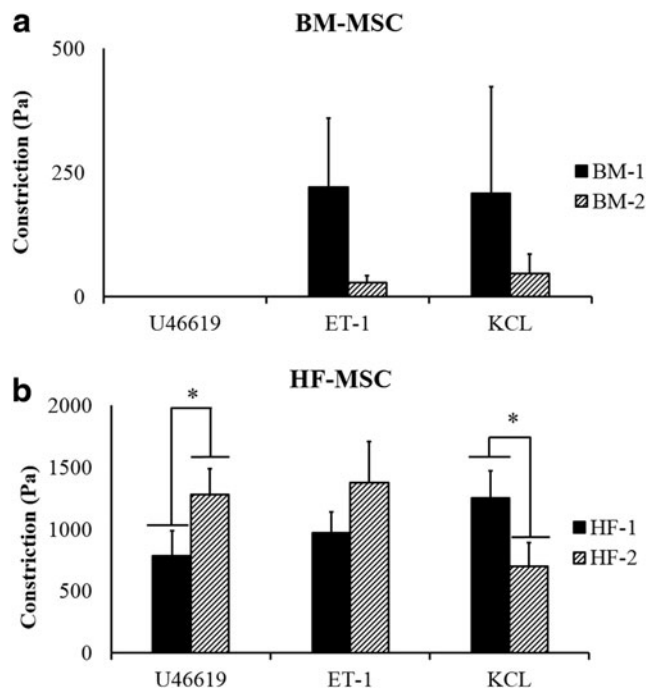 a
BM-MSC
500
250
0
Constriction (Pa)
U46619 ET-1 KCL
BM-1
BM-2
b
HF-MSC
2000
1500
1000
500
0
Constriction (Pa)
*
*
U46619 ET-1 KCL
HF-1
HF-2